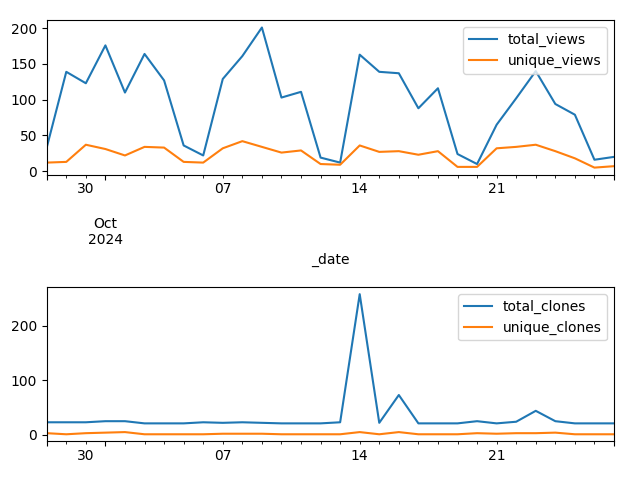 200
150
100
50
0
total_views
unique_views
30 07 14 21
Oct
2024
_date
200
100
0
total_clones
unique_clones
30 07 14 21